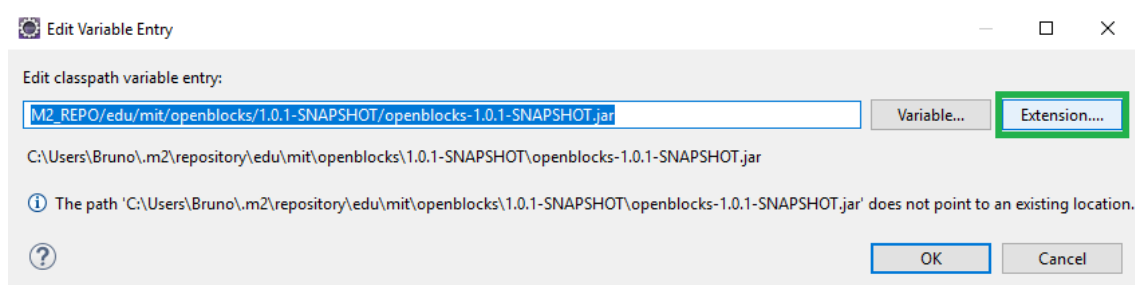 Edit Variable Entry
Edit classpath variable entry:
M2_REPO/edu/mit/openblocks/1.0.1-SNAPSHOT/openblocks-1.0.1-SNAPSHOT.jar Variable... Extension....
C:\Users\Bruno\.m2\repository\edu\mit\openblocks\1.0.1-SNAPSHOT\openblocks-1.0.1-SNAPSHOT.jar
The path 'C:\Users\Bruno\.m2\repository\edu\mit\openblocks\1.0.1-SNAPSHOT\openblocks-1.0.1-SNAPSHOT.jar' does not point to an existing location.
OK Cancel